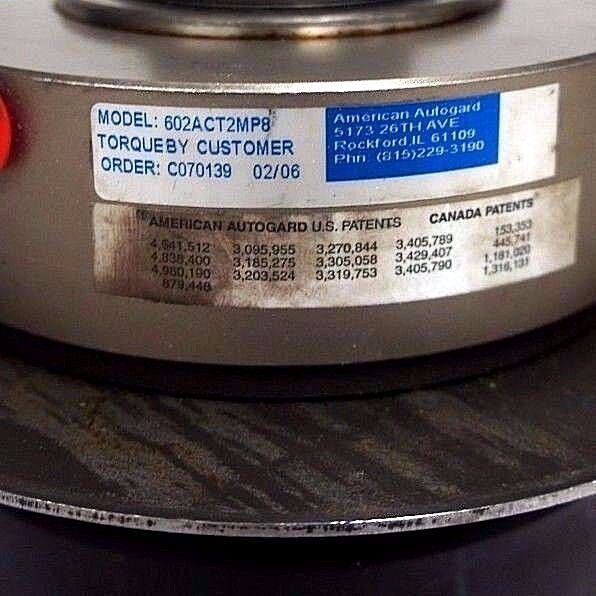 MODEL: 602ACT2MP8
TORQUEBY CUSTOMER
ORDER: C070139 02/06
American Autogard
5173 26TH AVE
Rockford,IL 61109
Phn: (815)229-3190
AMERICAN AUTOGARD U.S. PATENTS CANADA PATENTS
4,641,512 3,095,955 3,270,844 3,405,789 153,353
4,838,400 3,185,275 3,305,058 3,429,407 445,741
4,960,190 3,203,524 3,319,753 3,405,790 1,181,020
879,448 1,316,131